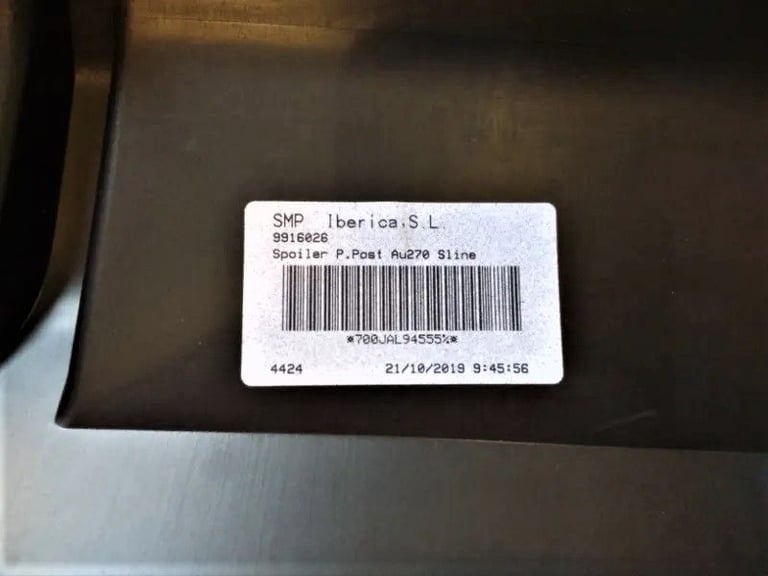 SMP Iberica,S.L.
9916026
Spoiler P.Post Au270 Sline
*700JAL94555%*
4424 21/10/2019 9:45:56